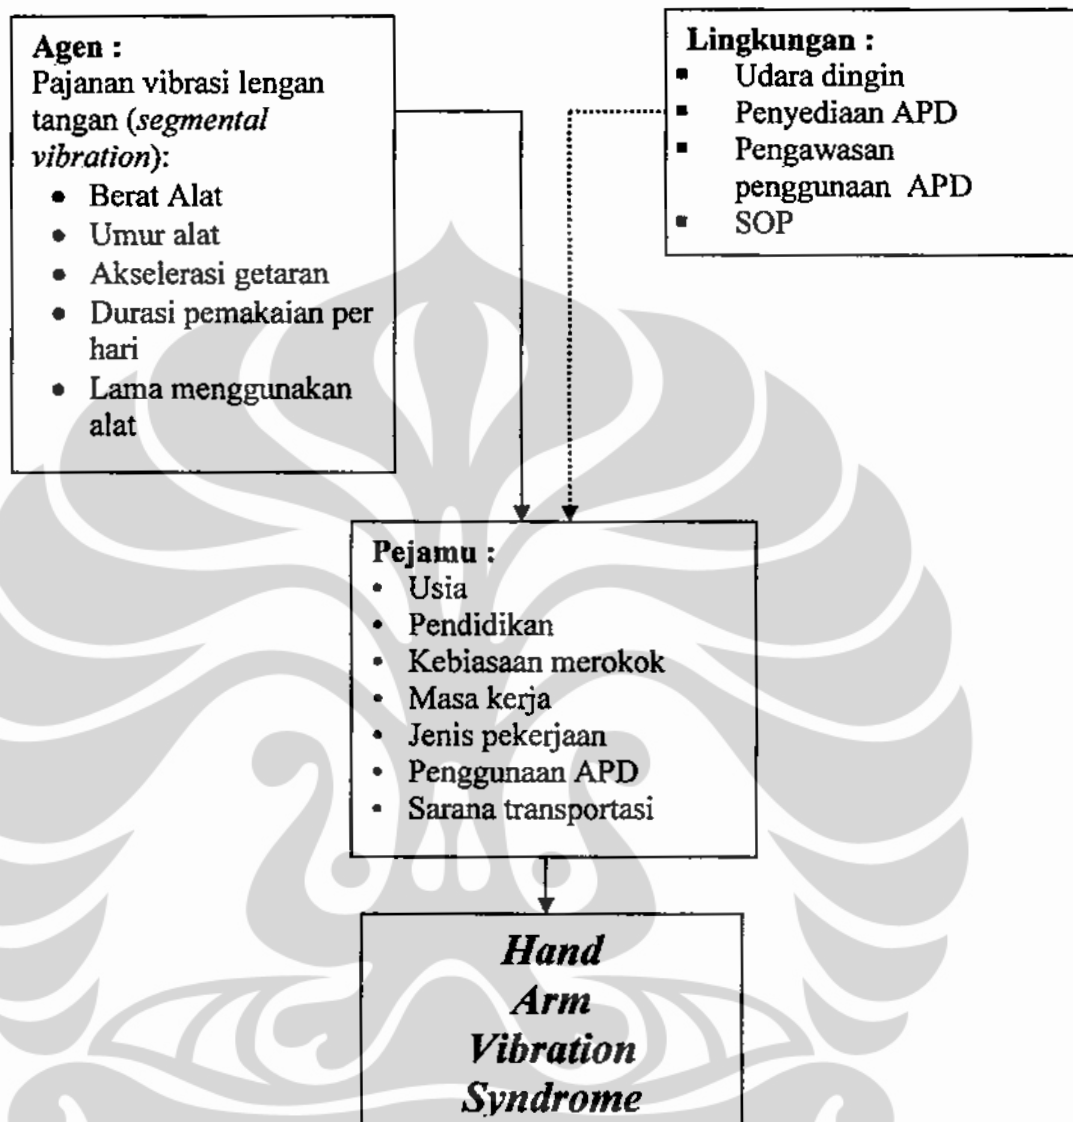 Agen :
Pajanan vibrasi lengan
tangan (segmental
vibration):
• Berat Alat
• Umur alat
• Akselerasi getaran
• Durasi pemakaian per
hari
• Lama menggunakan
alat
Lingkungan :
▪ Udara dingin
▪ Penyediaan APD
▪ Pengawasan
penggunaan APD
▪ SOP
Pejamu :
• Usia
• Pendidikan
• Kebiasaan merokok
• Masa kerja
• Jenis pekerjaan
• Penggunaan APD
• Sarana transportasi
Hand
Arm
Vibration
Syndrome